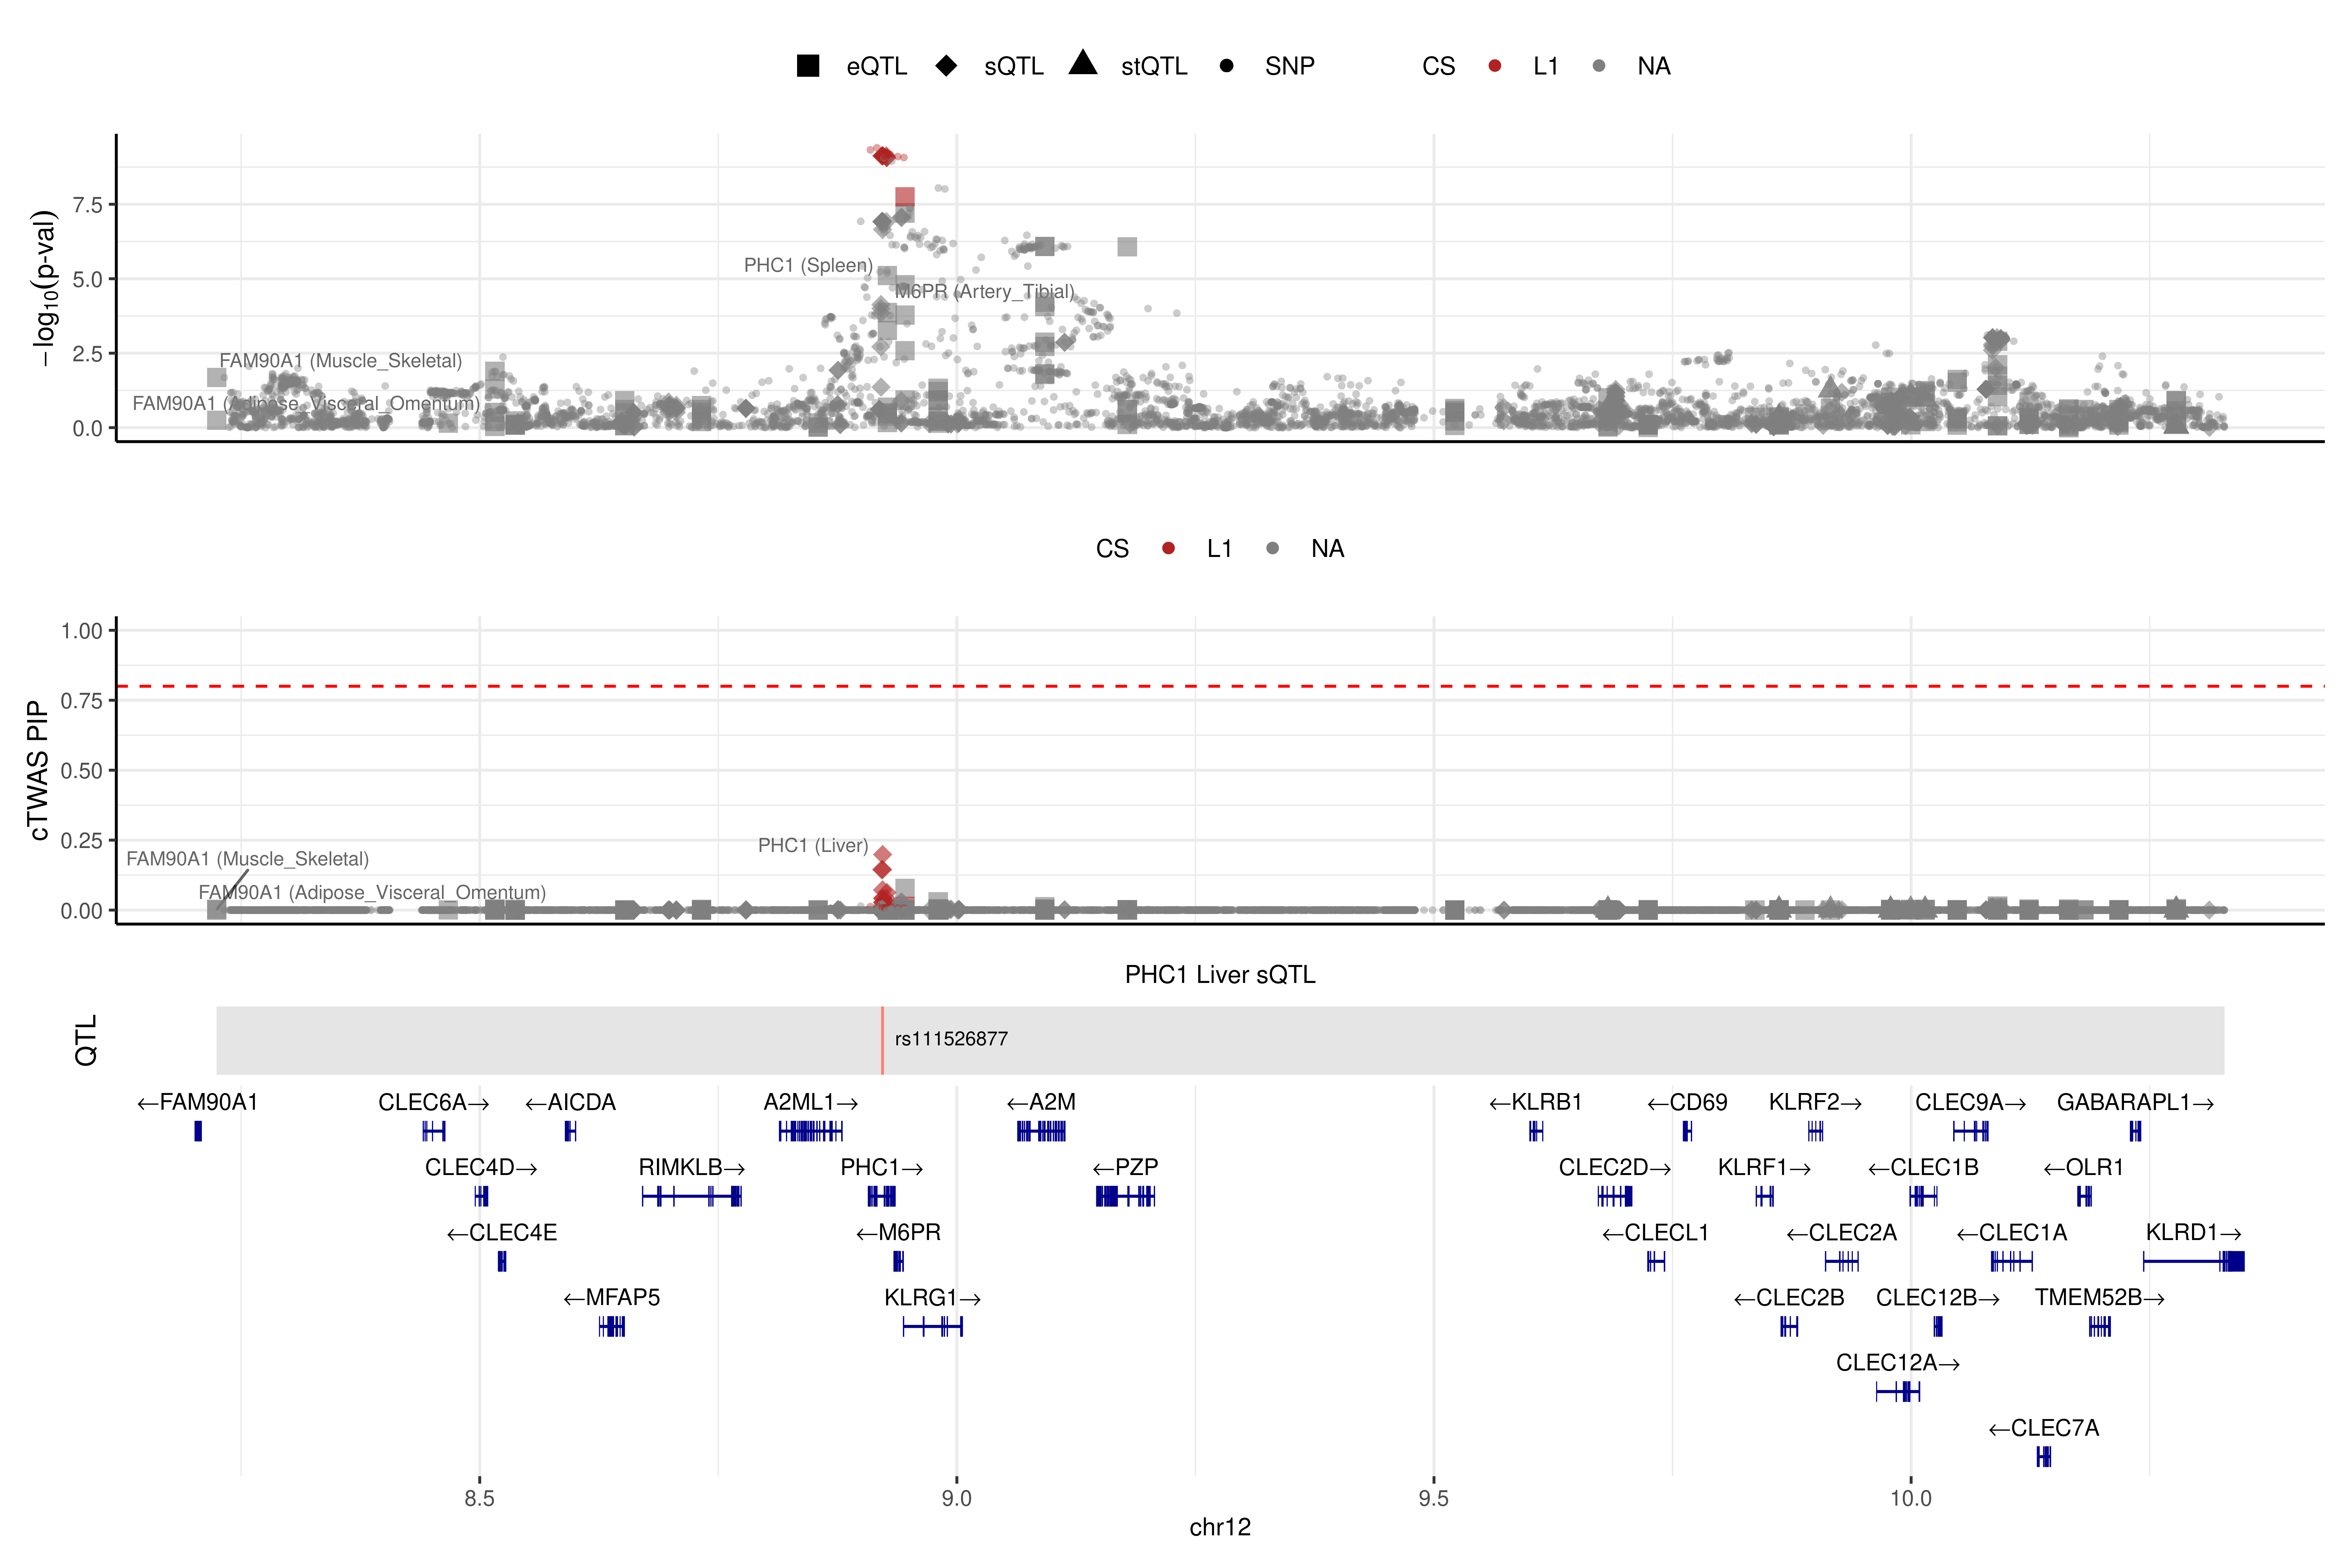 eQTL sQTL stQTL SNP CS L1 NA
−log10(p-val)
7.5
5.0
2.5
0.0
PHC1 (Spleen)
M6PR (Artery_Tibial)
FAM90A1 (Muscle_Skeletal)
FAM90A1 (Adipose_Visceral_Omentum)
CS L1 NA
cTWAS PIP
1.00
0.75
0.50
0.25
0.00
PHC1 (Liver)
FAM90A1 (Muscle_Skeletal)
FAM90A1 (Adipose_Visceral_Omentum)
PHC1 Liver sQTL
QTL
rs111526877
←FAM90A1 CLEC6A→ ←AICDA A2ML1→ ←A2M ←KLRB1 ←CD69 KLRF2→ CLEC9A→ GABARAPL1→
CLEC4D→ RIMKLB→ PHC1→ ←PZP CLEC2D→ KLRF1→ ←CLEC1B ←OLR1
←CLEC4E ←M6PR ←CLECL1 ←CLEC2A ←CLEC1A KLRD1→
←MFAP5 KLRG1→ ←CLEC2B CLEC12B→ TMEM52B→
CLEC12A→
←CLEC7A
8.5 9.0 9.5 10.0
chr12